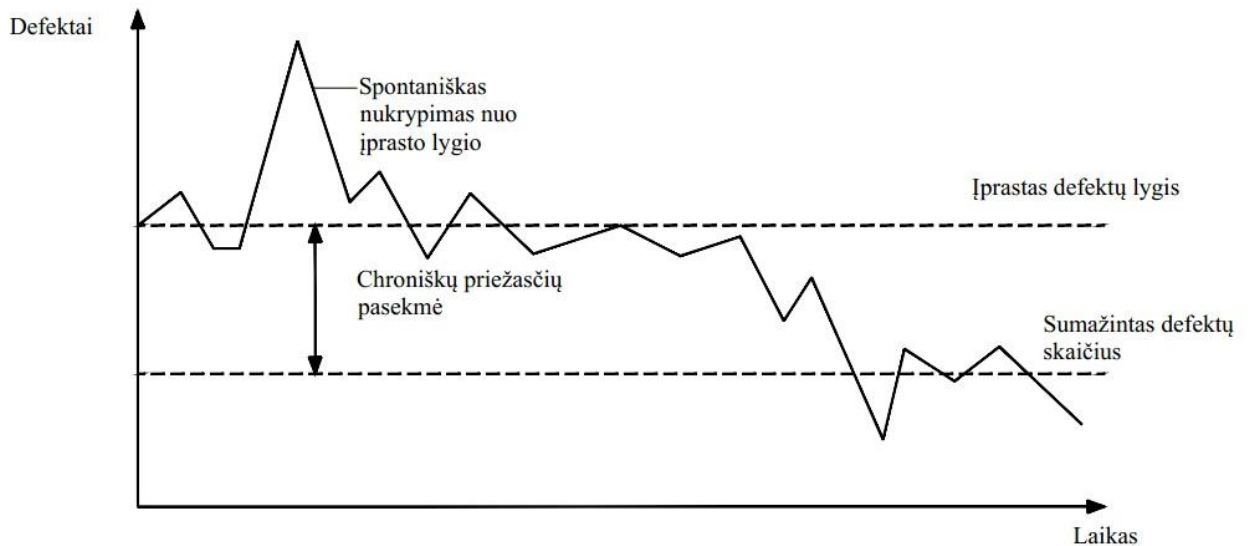 Defektai
Spontaniškas
nukrypimas nuo
įprasto lygio
Įprastas defektų lygis
Chroniškų priežasčių
pasekmė
Sumažintas defektų
skaičius
Laikas